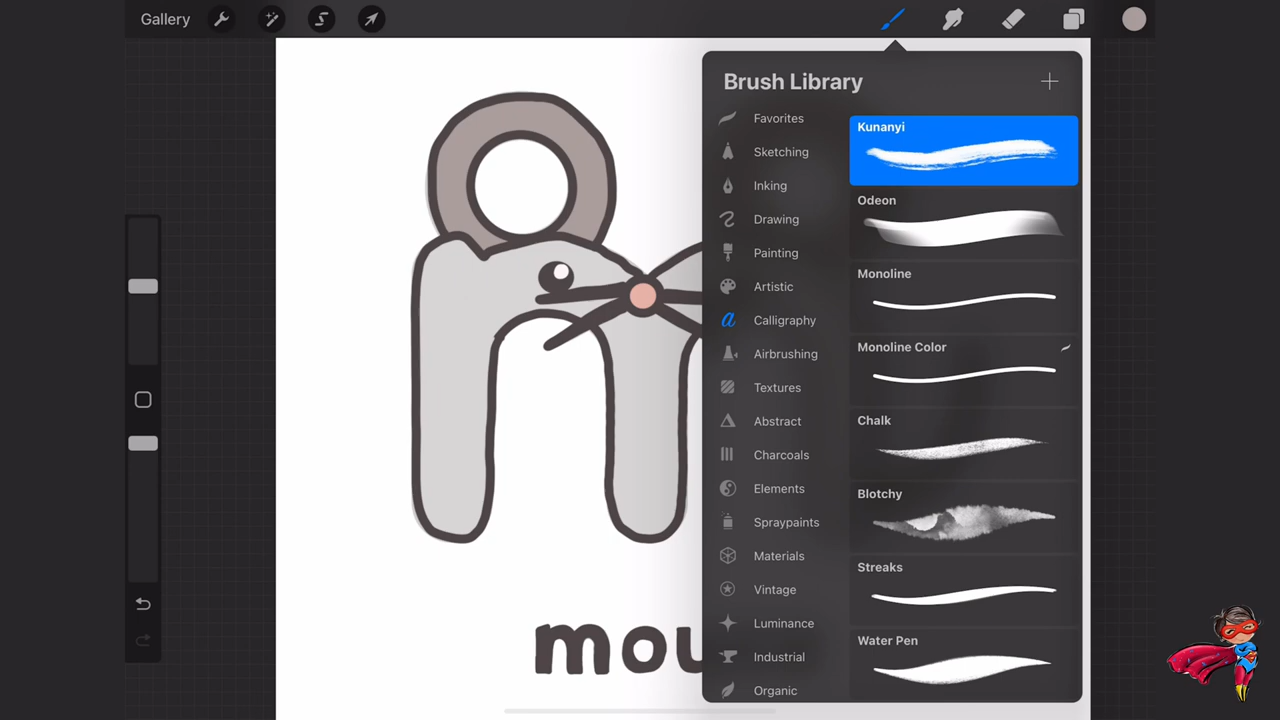 Gallery
Brush Library
Favorites
Sketching
Inking
Drawing
Painting
Artistic
Calligraphy
Airbrushing
Textures
Abstract
Charcoals
Elements
Spraypaints
Materials
Vintage
Luminance
Industrial
Organic
Kunanyi
Odeon
Monoline
Monoline Color
Chalk
Blotchy
Streaks
Water Pen
mou